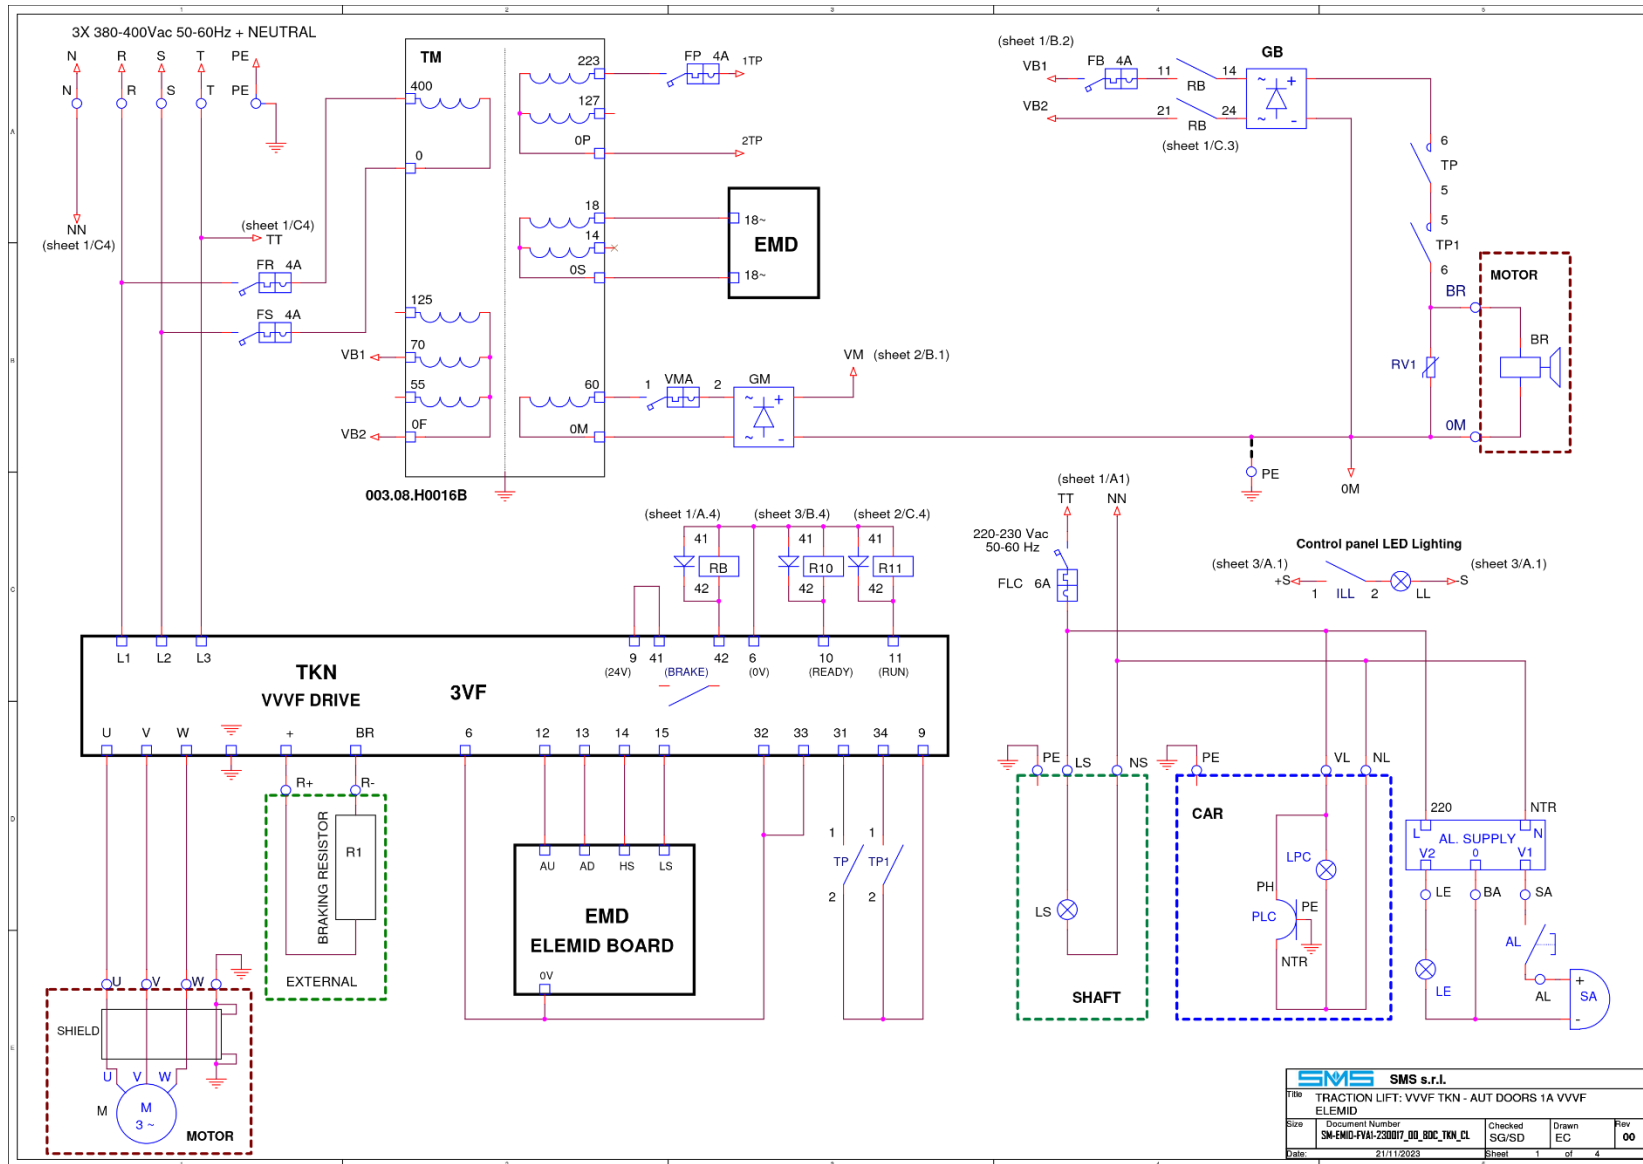 3X 380-400Vac 50-60Hz + NEUTRAL
N R S T PE
N R S T PE
NN
(sheet 1/C4)
(sheet 1/C4)
TT
FR 4A
FS 4A
TM
400
0
125
70
55
0F
VB1
VB2
223
127
0P
18
14
0S
60
0M
003.08.H0016B
FP 4A
1TP
2TP
18~
EMD
18~
1 VMA 2
GM
~ +
~ -
VM (sheet 2/B.1)
(sheet 1/B.2)
VB1
FB 4A
11 RB 14
VB2
21 RB 24
(sheet 1/C.3)
GB
~ +
~ -
6
TP
5
5
TP1
6
MOTOR
BR
BR
RV1
0M
PE
0M
(sheet 1/A.4) (sheet 3/B.4) (sheet 2/C.4)
41 41 41
RB R10 R11
42 42 42
L1 L2 L3
9 41 42 6 10 11
(24V) (BRAKE) (0V) (READY) (RUN)
TKN
VVVF DRIVE
3VF
U V W + BR 6 12 13 14 15 32 33 31 34 9
R+ R-
BRAKING RESISTOR
R1
EXTERNAL
AU AD HS LS
EMD
ELEMID BOARD
0V
1 1
TP TP1
2 2
U V W
SHIELD
U V W
M
M
3 ~
MOTOR
(sheet 1/A1)
TT NN
220-230 Vac
50-60 Hz
FLC 6A
Control panel LED Lighting
(sheet 3/A.1) (sheet 3/A.1)
+S -S
1 ILL 2 LL
PE LS NS
LS
SHAFT
PE VL NL
CAR
LPC
PH
PLC
PE
NTR
220 NTR
L N
AL. SUPPLY
V2 0 V1
LE BA SA
AL
LE
AL
+
SA
-
SMS SMS s.r.l.
Title TRACTION LIFT: VVVF TKN - AUT DOORS 1A VVVF
ELEMID
Size Document Number Checked Drawn Rev
SM-EMID-FVAI-230017_00_BDC_TKN_CL SG/SD EC 00
Date: 21/11/2023 Sheet 1 of 4